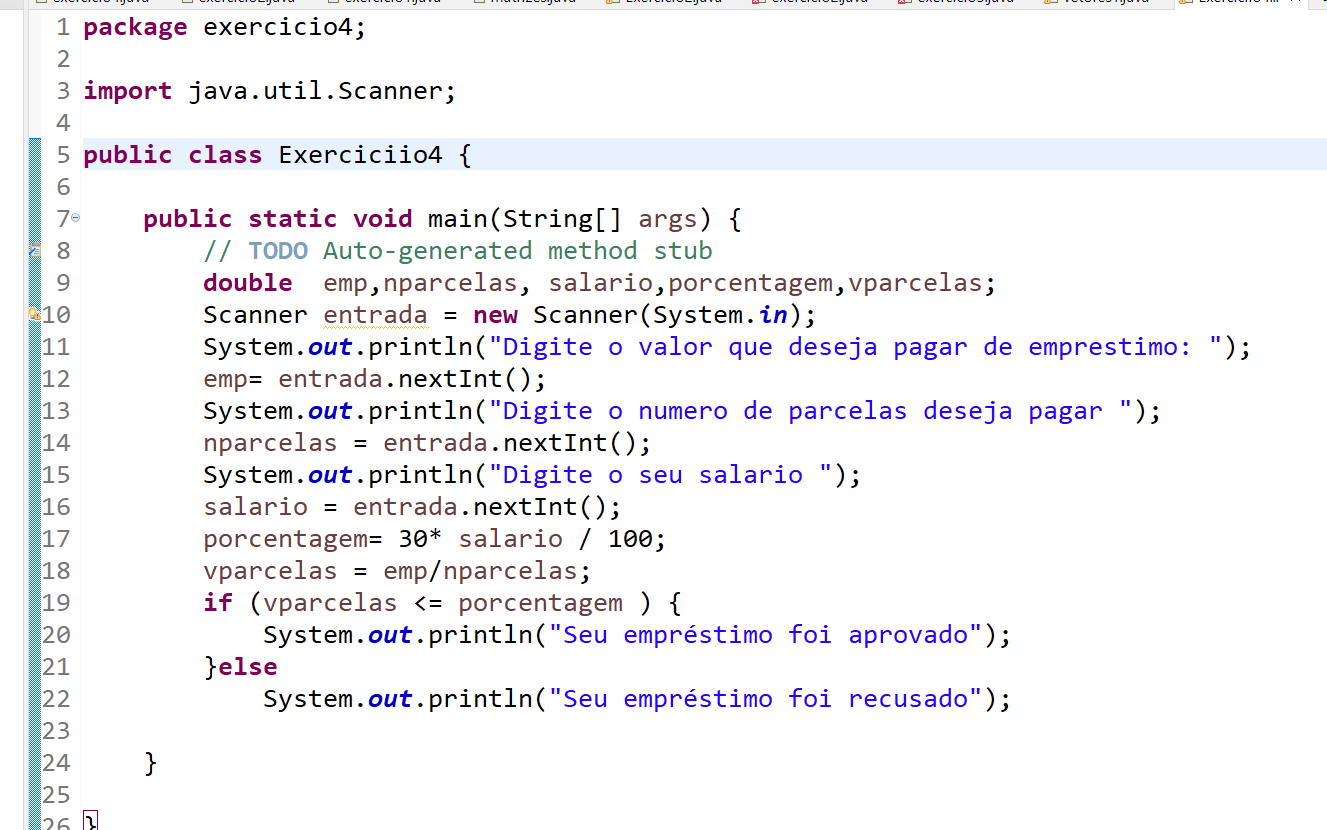 1 package exercicio4;
2
3 import java.util.Scanner;
4
5 public class Exerciciio4 {
6
7 public static void main(String[] args) {
8 // TODO Auto-generated method stub
9 double  emp,nparcelas, salario,porcentagem,vparcelas;
10 Scanner entrada = new Scanner(System.in);
11 System.out.println("Digite o valor que deseja pagar de emprestimo: ");
12 emp= entrada.nextInt();
13 System.out.println("Digite o numero de parcelas deseja pagar ");
14 nparcelas = entrada.nextInt();
15 System.out.println("Digite o seu salario ");
16 salario = entrada.nextInt();
17 porcentagem= 30* salario / 100;
18 vparcelas = emp/nparcelas;
19 if (vparcelas <= porcentagem ) {
20 System.out.println("Seu empréstimo foi aprovado");
21 }else
22 System.out.println("Seu empréstimo foi recusado");
23
24 }
25
26 }